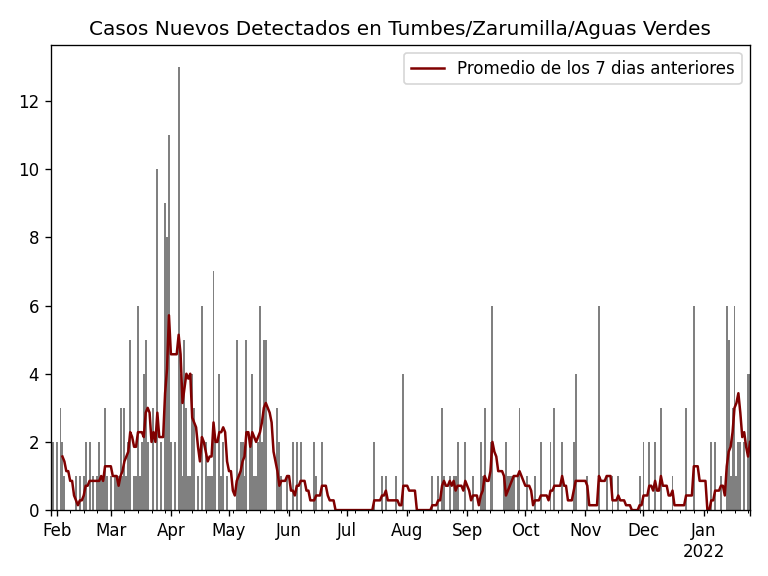 Casos Nuevos Detectados en Tumbes/Zarumilla/Aguas Verdes
Promedio de los 7 dias anteriores
12
10
8
6
4
2
0
Feb Mar Apr May Jun Jul Aug Sep Oct Nov Dec Jan
2022